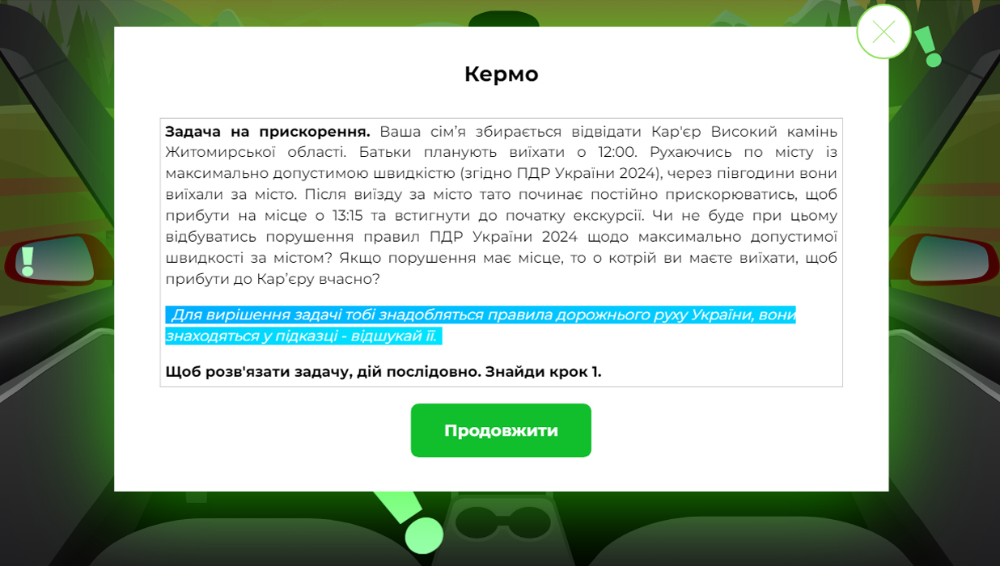 Кермо
Задача на прискорення. Ваша сім’я збирається відвідати Кар'єр Високий камінь
Житомирської області. Батьки планують виїхати о 12:00. Рухаючись по місту із
максимально допустимою швидкістю (згідно ПДР України 2024), через півгодини вони
виїхали за місто. Після виїзду за місто тато починає постійно прискорюватись, щоб
прибути на місце о 13:15 та встигнути до початку екскурсії. Чи не буде при цьому
відбуватись порушення правил ПДР України 2024 щодо максимально допустимої
швидкості за містом? Якщо порушення має місце, то о котрій ви маєте виїхати, щоб
прибути до Кар’єру вчасно?
Для вирішення задачі тобі знадобляться правила дорожнього руху України, вони
знаходяться у підказці - відшукай її.
Щоб розв'язати задачу, дій послідовно. Знайди крок 1.
Продовжити